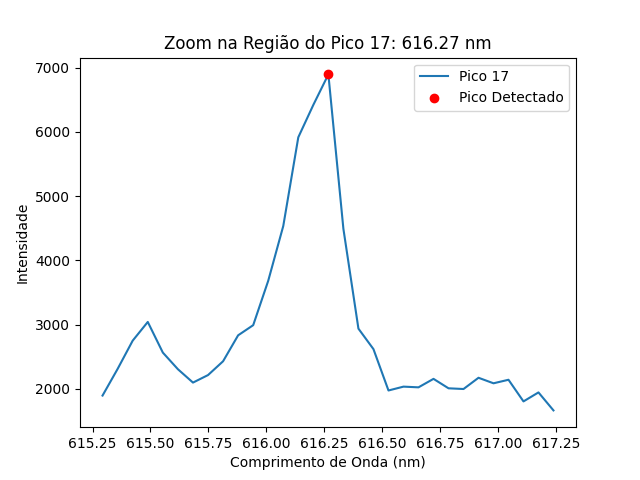 Zoom na Região do Pico 17: 616.27 nm
Pico 17
Pico Detectado
7000
6000
5000
4000
3000
2000
Intensidade
615.25 615.50 615.75 616.00 616.25 616.50 616.75 617.00 617.25
Comprimento de Onda (nm)